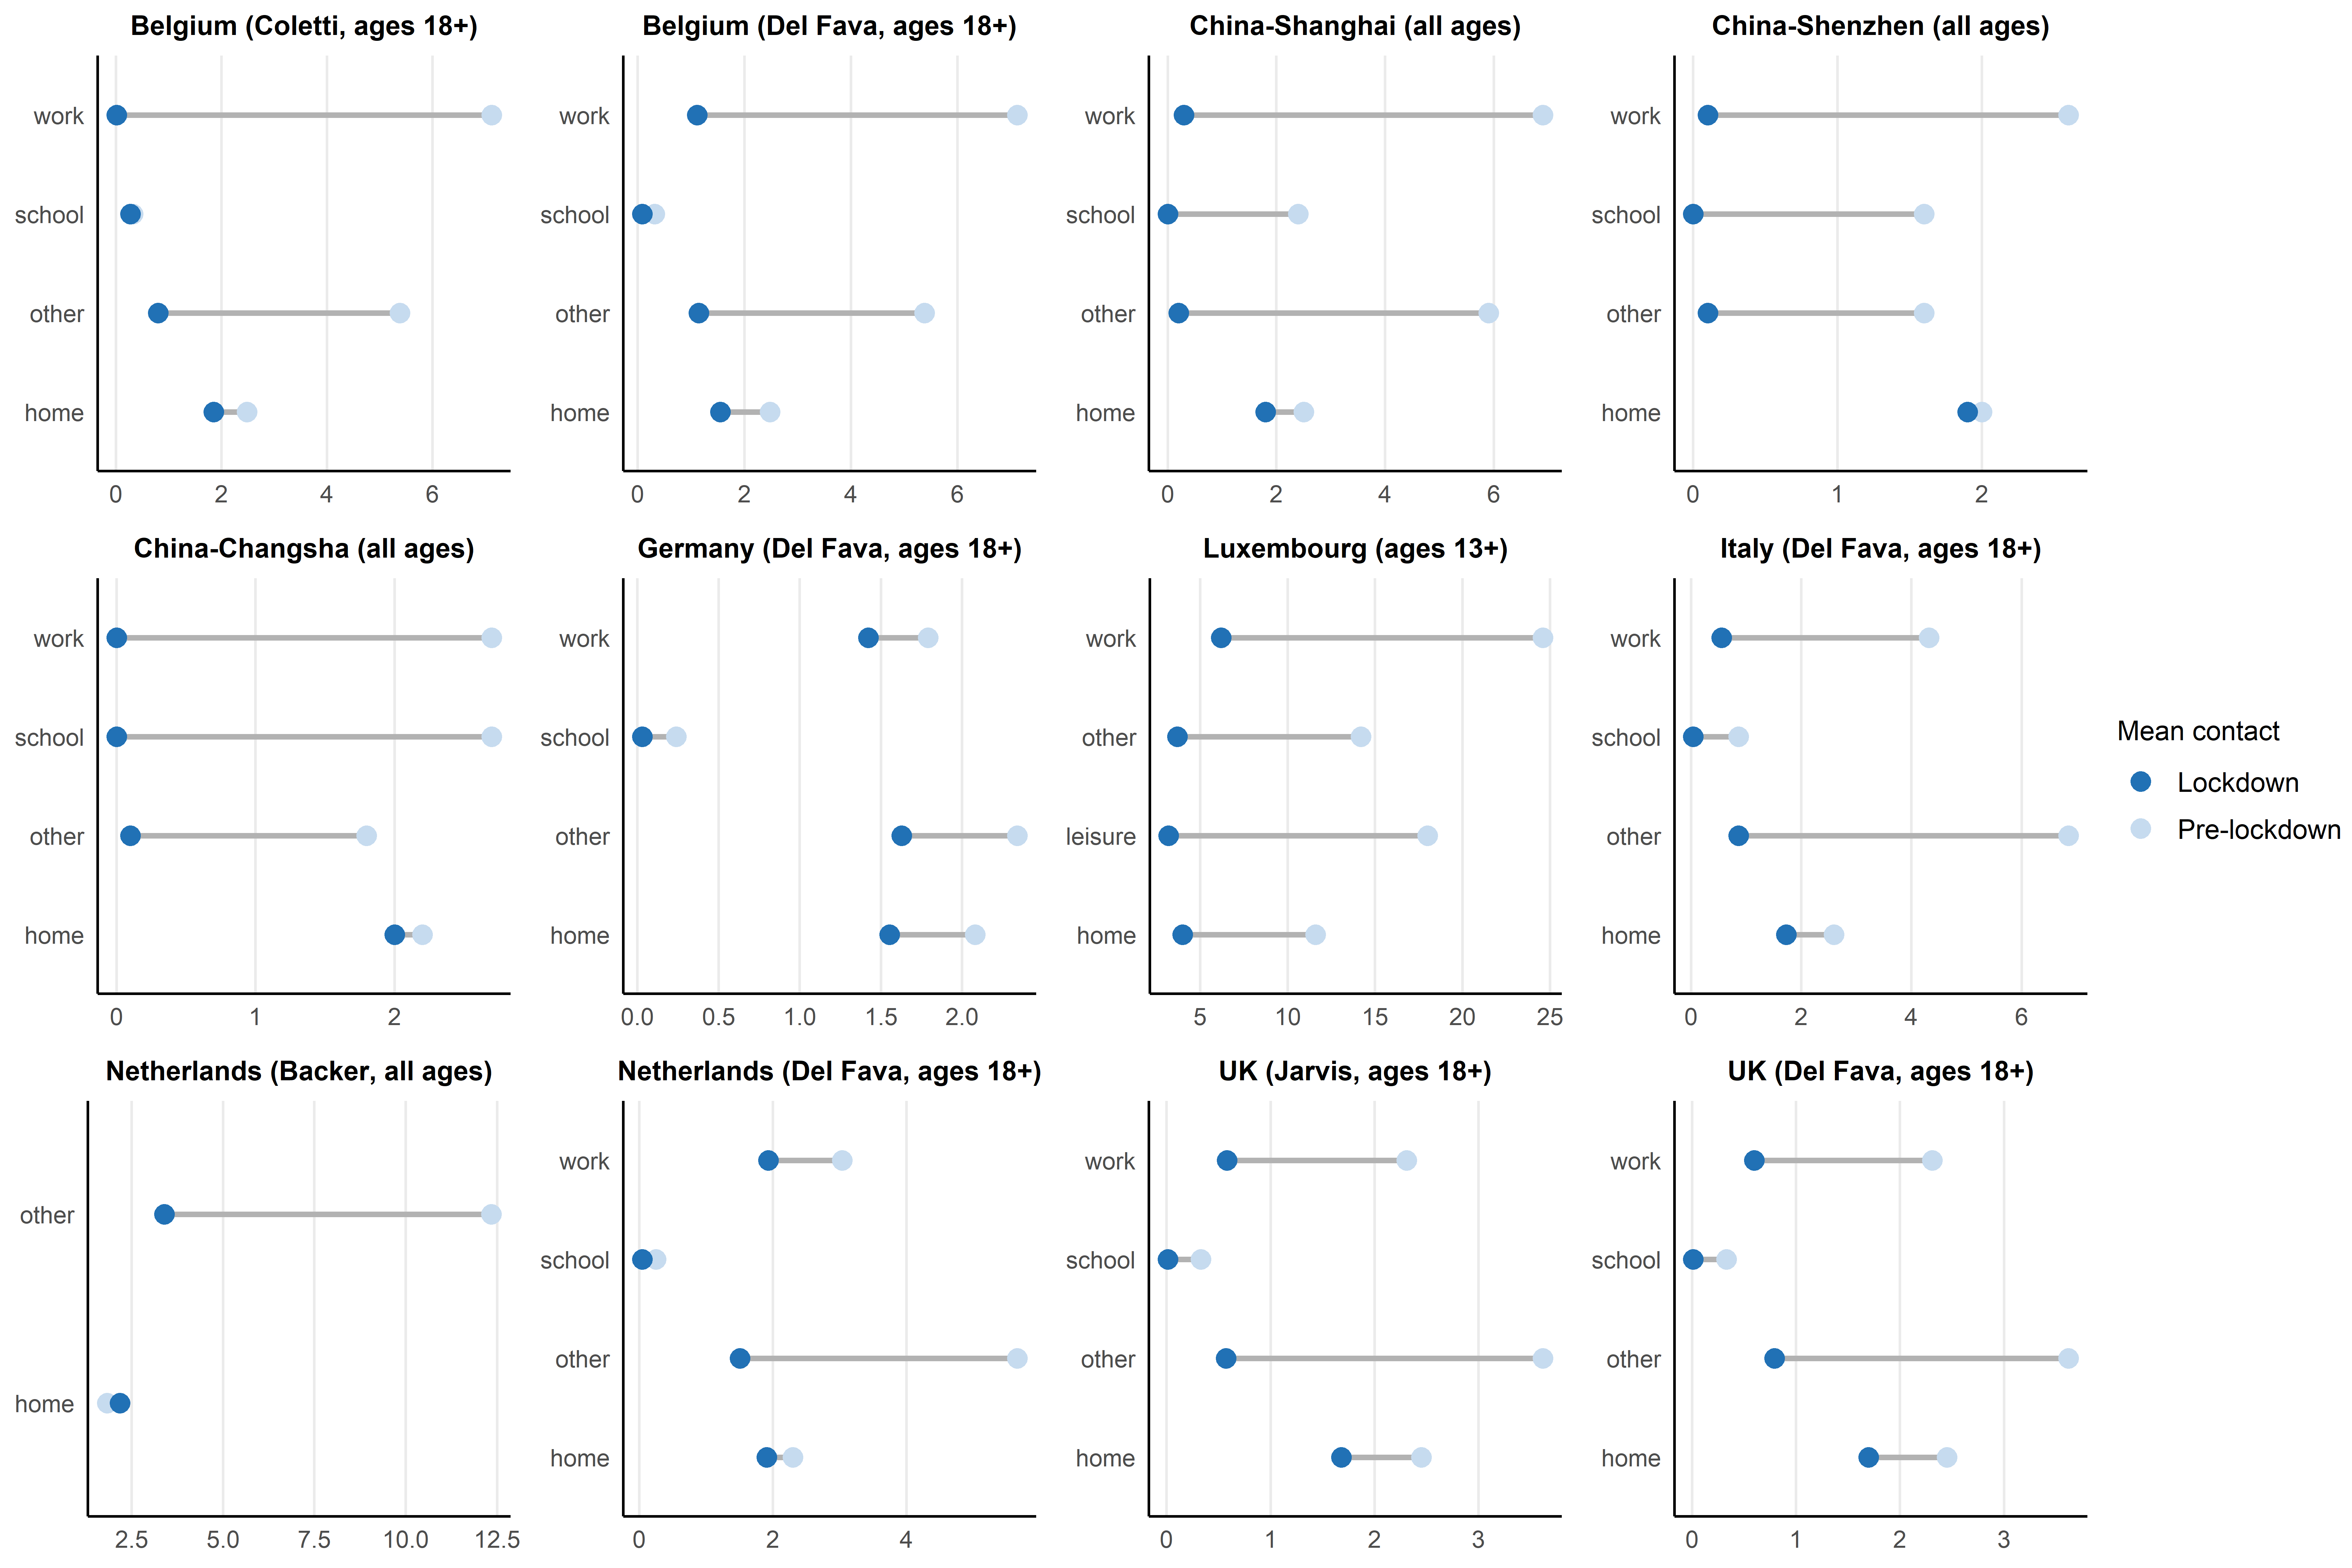 Belgium (Coletti, ages 18+)
work
school
other
home
0 2 4 6
Belgium (Del Fava, ages 18+)
work
school
other
home
0 2 4 6
China-Shanghai (all ages)
work
school
other
home
0 2 4 6
China-Shenzhen (all ages)
work
school
other
home
0 1 2
China-Changsha (all ages)
work
school
other
home
0 1 2
Germany (Del Fava, ages 18+)
work
school
other
home
0.0 0.5 1.0 1.5 2.0
Luxembourg (ages 13+)
work
other
leisure
home
5 10 15 20 25
Italy (Del Fava, ages 18+)
work
school
other
home
0 2 4 6
Mean contact
Lockdown
Pre-lockdown
Netherlands (Backer, all ages)
other
home
2.5 5.0 7.5 10.0 12.5
Netherlands (Del Fava, ages 18+)
work
school
other
home
0 2 4
UK (Jarvis, ages 18+)
work
school
other
home
0 1 2 3
UK (Del Fava, ages 18+)
work
school
other
home
0 1 2 3